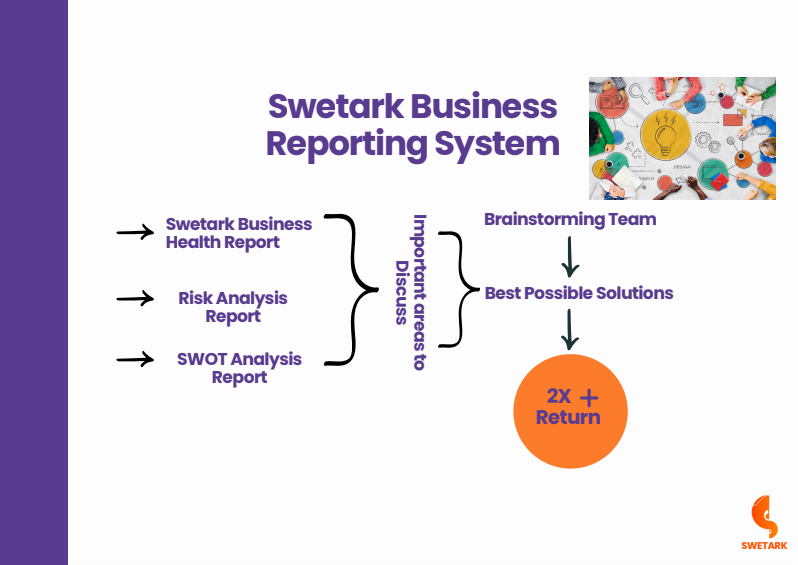 Swetark Business
Reporting System
Swetark Business
Health Report
Risk Analysis
Report
SWOT Analysis
Report
Important areas to
Discuss
Brainstorming Team
Best Possible Solutions
2X +
Return
DESIGN
SWETARK